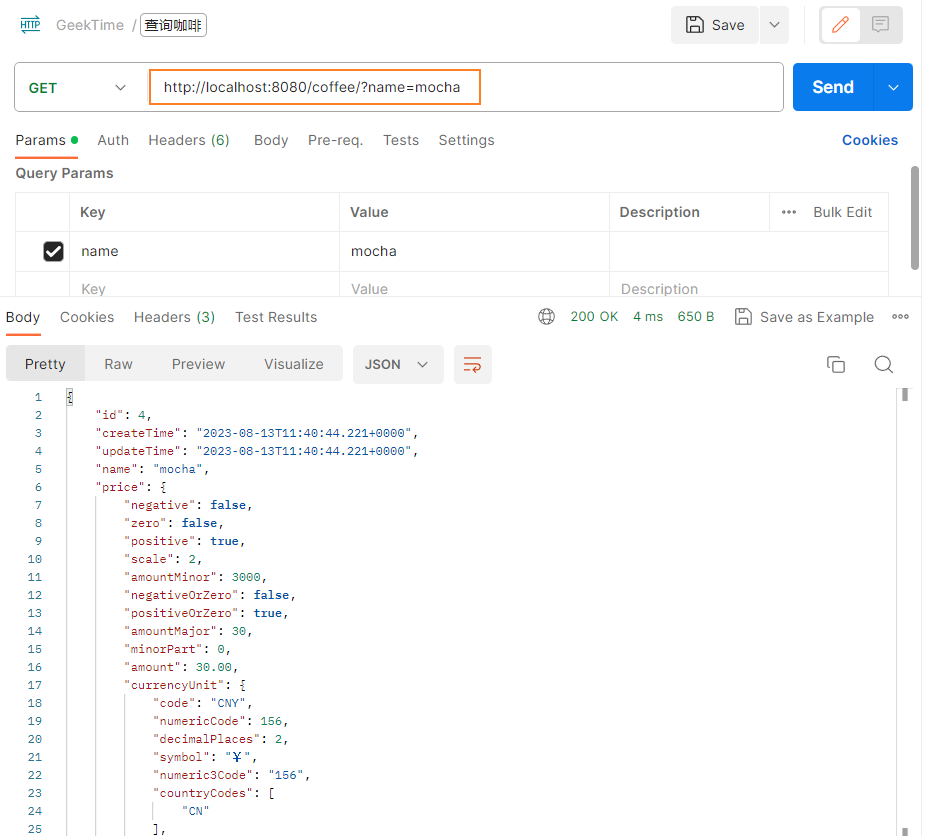 HTTP GeekTime / 查询咖啡 Save
GET http://localhost:8080/coffee/?name=mocha Send
Params Auth Headers (6) Body Pre-req. Tests Settings Cookies
Query Params
Key Value Description ••• Bulk Edit
name mocha
Key Value Description
Body Cookies Headers (3) Test Results 200 OK 4 ms 650 B Save as Example
Pretty Raw Preview Visualize JSON
1 {
2 "id": 4,
3 "createTime": "2023-08-13T11:40:44.221+0000",
4 "updateTime": "2023-08-13T11:40:44.221+0000",
5 "name": "mocha",
6 "price": {
7 "negative": false,
8 "zero": false,
9 "positive": true,
10 "scale": 2,
11 "amountMinor": 3000,
12 "negativeOrZero": false,
13 "positiveOrZero": true,
14 "amountMajor": 30,
15 "minorPart": 0,
16 "amount": 30.00,
17 "currencyUnit": {
18 "code": "CNY",
19 "numericCode": 156,
20 "decimalPlaces": 2,
21 "symbol": "￥",
22 "numeric3Code": "156",
23 "countryCodes": [
24 "CN"
25 ],